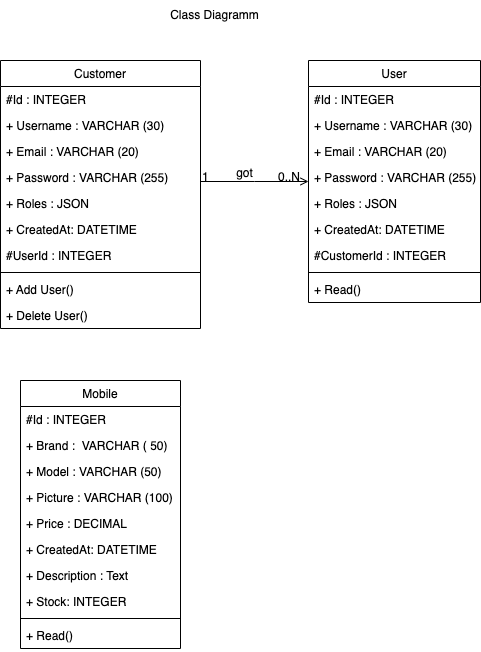 Class Diagramm
Customer
#Id : INTEGER
+ Username : VARCHAR (30)
+ Email : VARCHAR (20)
+ Password : VARCHAR (255)
+ Roles : JSON
+ CreatedAt: DATETIME
#UserId : INTEGER
+ Add User()
+ Delete User()
1 got 0..N
User
#Id : INTEGER
+ Username : VARCHAR (30)
+ Email : VARCHAR (20)
+ Password : VARCHAR (255)
+ Roles : JSON
+ CreatedAt: DATETIME
#CustomerId : INTEGER
+ Read()
Mobile
#Id : INTEGER
+ Brand :  VARCHAR ( 50)
+ Model : VARCHAR (50)
+ Picture : VARCHAR (100)
+ Price : DECIMAL
+ CreatedAt: DATETIME
+ Description : Text
+ Stock: INTEGER
+ Read()